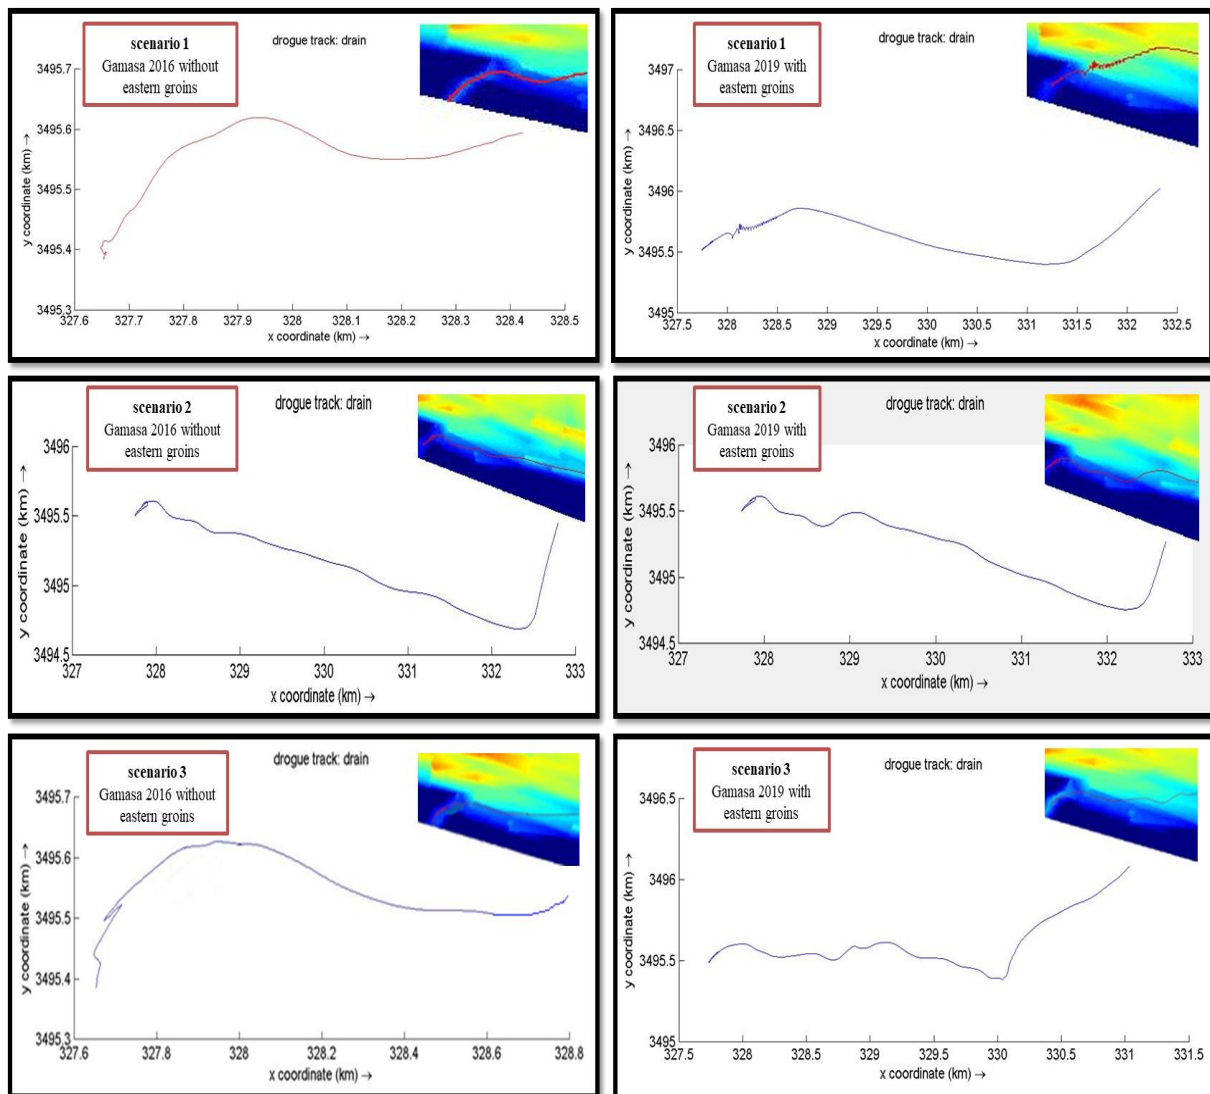 scenario 1
Gamasa 2016 without
eastern groins
drogue track: drain
y coordinate (km) →
3495.7
3495.6
3495.5
3495.4
3495.3
327.6 327.7 327.8 327.9 328 328.1 328.2 328.3 328.4 328.5
x coordinate (km) →
scenario 1
Gamasa 2019 with
eastern groins
drogue track: drain
y coordinate (km) →
3497
3496.5
3496
3495.5
3495
327.5 328 328.5 329 329.5 330 330.5 331 331.5 332 332.5
x coordinate (km) →
scenario 2
Gamasa 2016 without
eastern groins
drogue track: drain
y coordinate (km) →
3496
3495.5
3495
3494.5
327 328 329 330 331 332 333
x coordinate (km) →
scenario 2
Gamasa 2019 with
eastern groins
drogue track: drain
y coordinate (km) →
3496
3495.5
3495
3494.5
327 328 329 330 331 332 333
x coordinate (km) →
scenario 3
Gamasa 2016 without
eastern groins
drogue track: drain
y coordinate (km) →
3495.7
3495.6
3495.5
3495.4
3495.3
327.6 327.8 328 328.2 328.4 328.6 328.8
x coordinate (km) →
scenario 3
Gamasa 2019 with
eastern groins
drogue track: drain
y coordinate (km) →
3496.5
3496
3495.5
3495
327.5 328 328.5 329 329.5 330 330.5 331 331.5
x coordinate (km) →